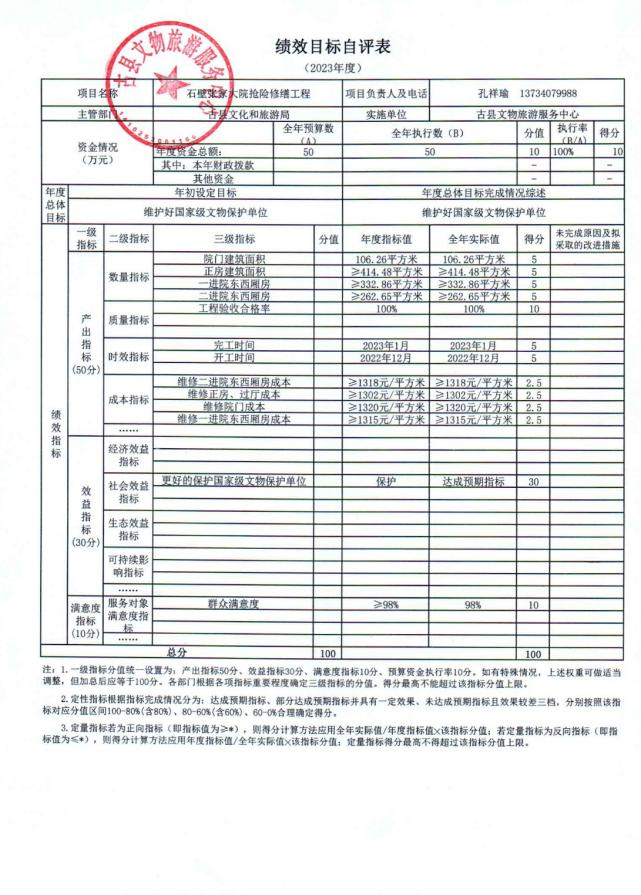 绩效目标自评表
（2023年度）
项目名称 石壁张家大院抢险修缮工程 项目负责人及电话 孔祥瑜 13734079988
主管部门 古县文化和旅游局 实施单位 古县文物旅游服务中心
资金情况（万元） 全年预算数（A） 全年执行数（B） 分值 执行率（B/A） 得分
年度资金总额： 50 50 10 100% 10
其中：本年财政拨款 － －
其他资金 － －
年度总体目标 年初设定目标 年度总体目标完成情况综述
维护好国家级文物保护单位 维护好国家级文物保护单位
绩效指标 一级指标 二级指标 三级指标 分值 年度指标值 全年实际值 得分 未完成原因及拟采取的改进措施
产出指标(50分) 数量指标 院门建筑面积 106.26平方米 106.26平方米 5
正房建筑面积 ≥414.48平方米 ≥414.48平方米 5
一进院东西厢房 ≥332.86平方米 ≥332.86平方米 5
二进院东西厢房 ≥262.65平方米 ≥262.65平方米 5
质量指标 工程验收合格率 100% 100% 10
时效指标 完工时间 2023年1月 2023年1月 5
开工时间 2022年12月 2022年12月 5
成本指标 维修二进院东西厢房成本 ≥1318元/平方米 ≥1318元/平方米 2.5
维修正房、过厅成本 ≥1302元/平方米 ≥1302元/平方米 2.5
维修院门成本 ≥1320元/平方米 ≥1320元/平方米 2.5
维修一进院东西厢房成本 ≥1315元/平方米 ≥1315元/平方米 2.5
……
效益指标(30分) 经济效益指标
社会效益指标 更好的保护国家级文物保护单位 保护 达成预期指标 30
生态效益指标
可持续影响指标
……
满意度指标(10分) 服务对象满意度指标 群众满意度 ≥98% 98% 10
……
总分 100 100
注：1.一级指标分值统一设置为：产出指标50分、效益指标30分、满意度指标10分、预算资金执行率10分。如有特殊情况，上述权重可做适当
调整，但加总后应等于100分。各部门根据各项指标重要程度确定三级指标的分值。得分最高不能超过该指标分值上限。
2.定性指标根据指标完成情况分为：达成预期指标、部分达成预期指标并具有一定效果、未达成预期指标且效果较差三档，分别按照该指
标对应分值区间100-80%(含80%)、80-60%(含60%)、60-0%合理确定得分。
3.定量指标若为正向指标（即指标值为≥*），则得分计算方法应用全年实际值/年度指标值×该指标分值；若定量指标为反向指标（即指
标值为≤*），则得分计算方法应用年度指标值/全年实际值×该指标分值；定量指标得分最高不得超过该指标分值上限。
古县文物旅游服务中心